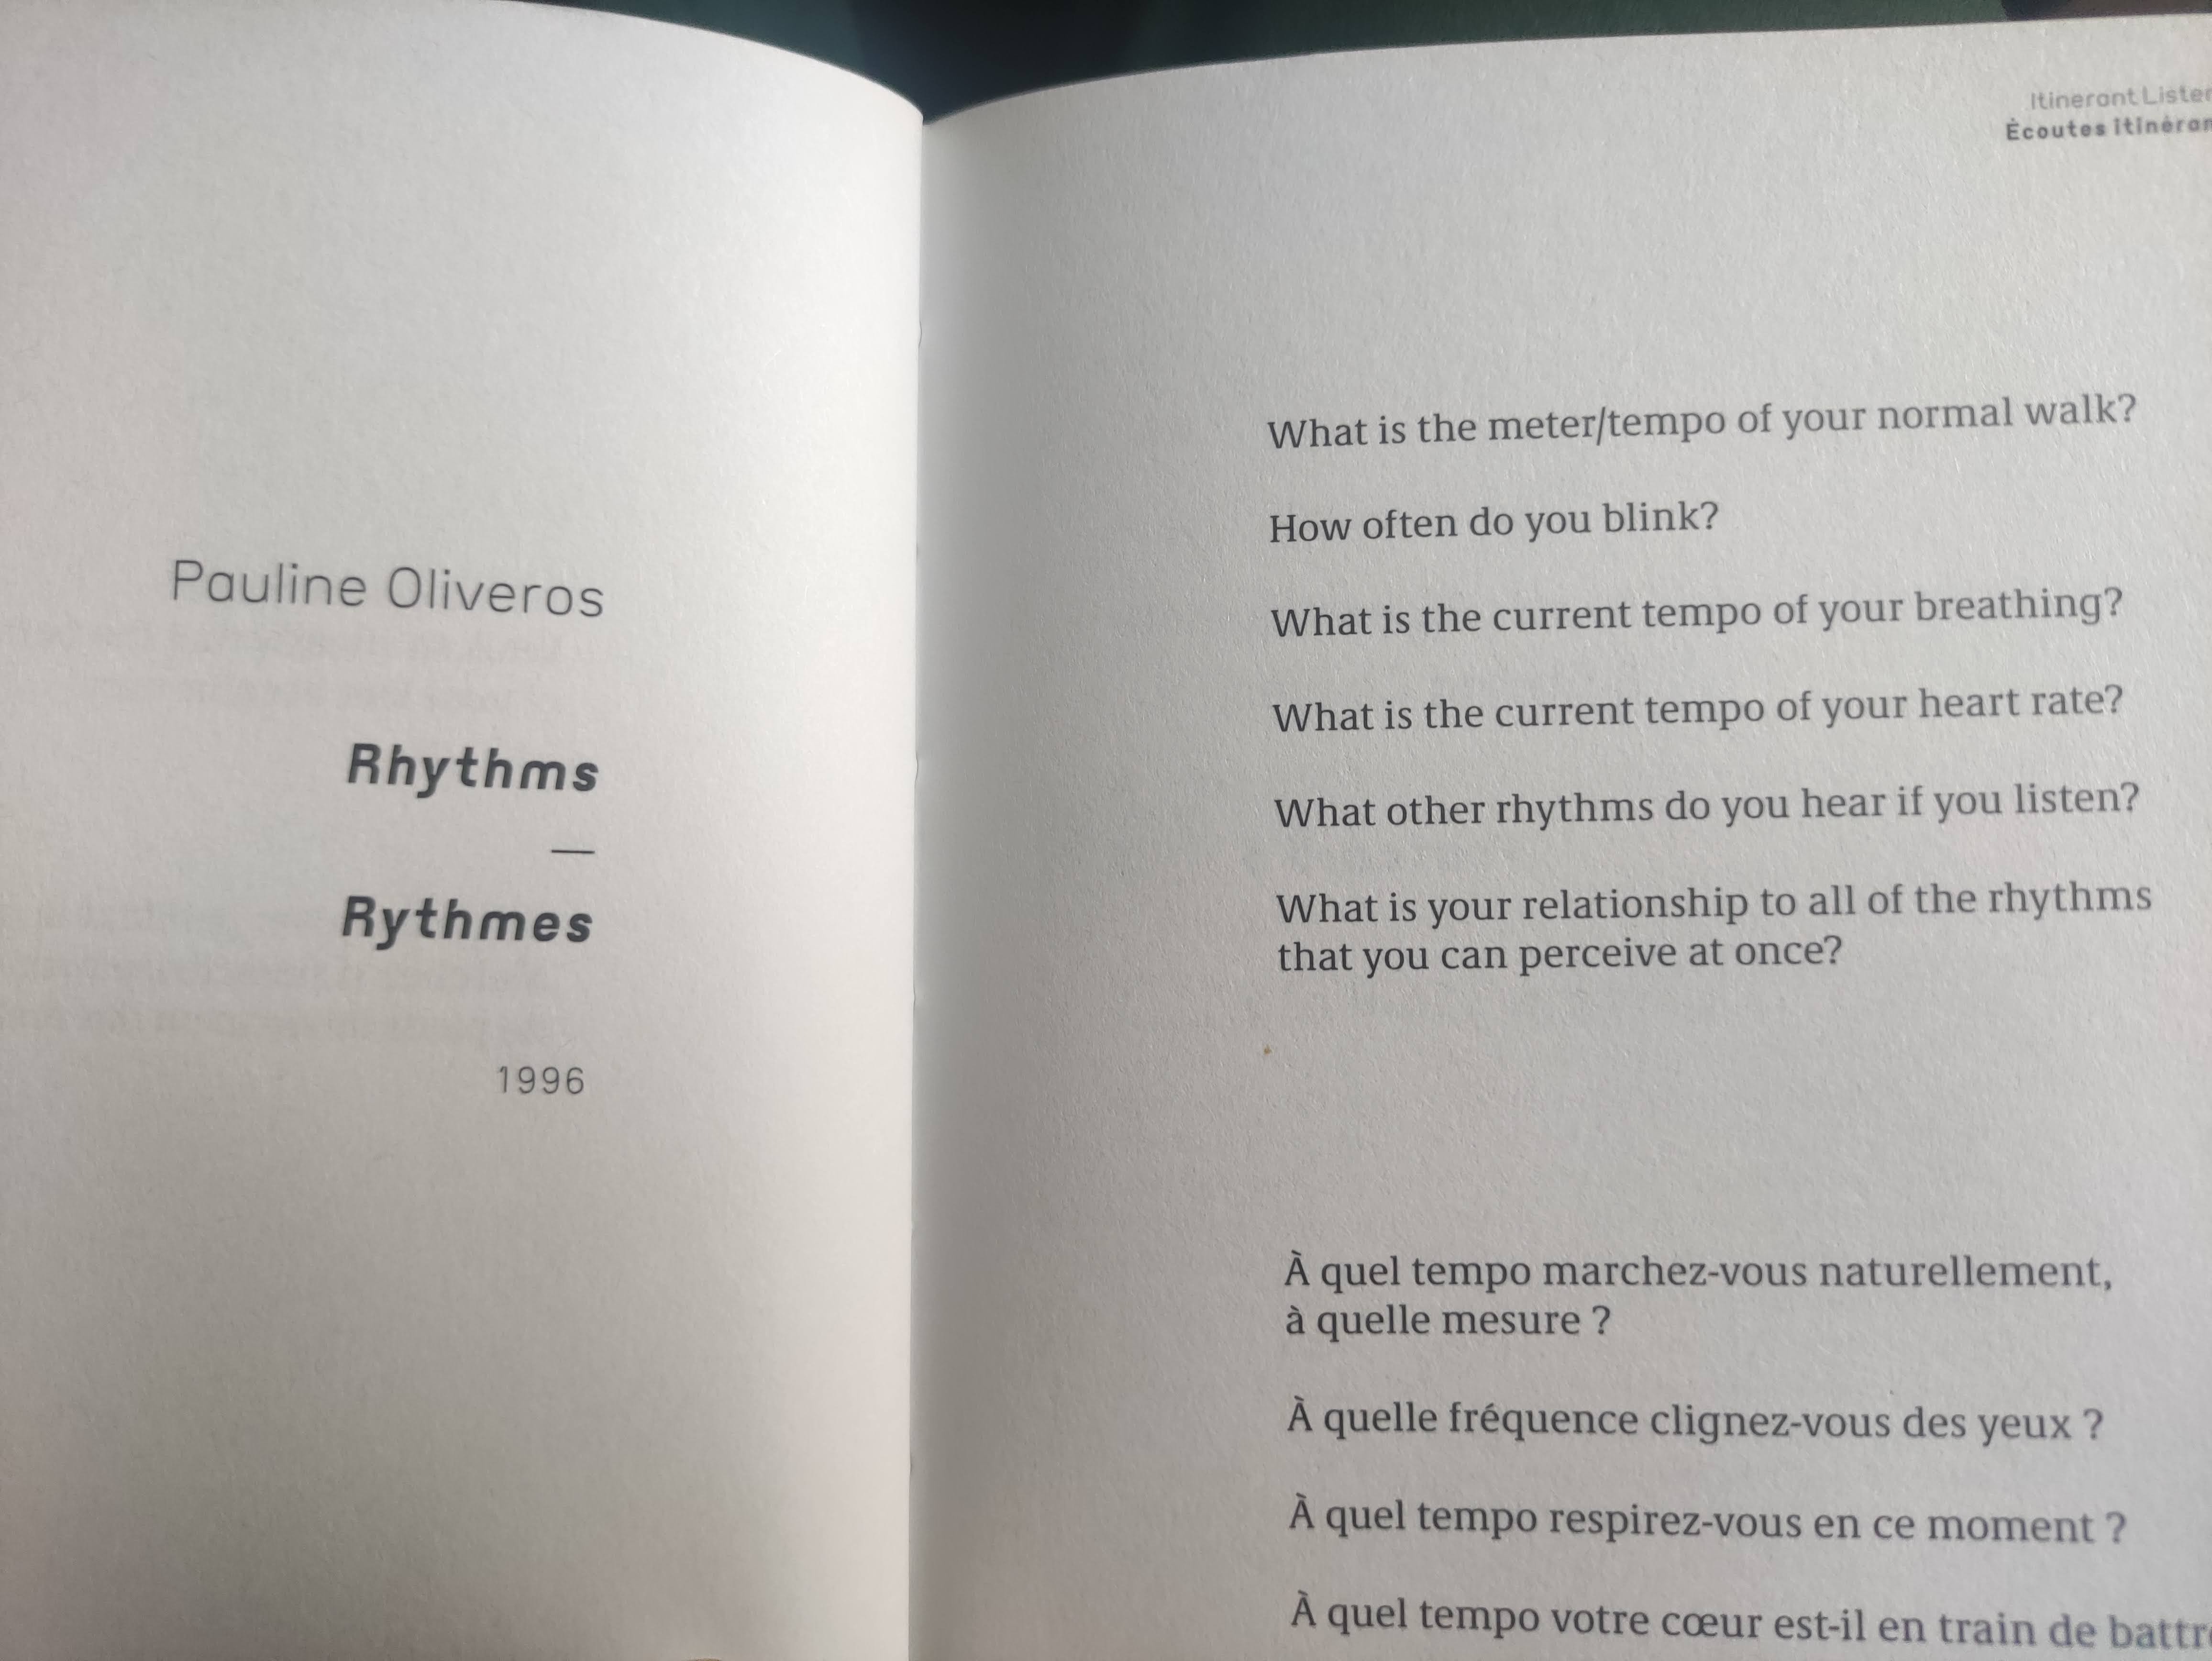 Pauline Oliveros
Rhythms
—
Rythmes
1996
Itinerant
Écoutes
What is the meter/tempo of your normal walk?
How often do you blink?
What is the current tempo of your breathing?
What is the current tempo of your heart rate?
What other rhythms do you hear if you listen?
What is your relationship to all of the rhythms
that you can perceive at once?
À quel tempo marchez-vous naturellement,
à quelle mesure ?
À quelle fréquence clignez-vous des yeux ?
À quel tempo respirez-vous en ce moment ?
À quel tempo votre cœur est-il en train de